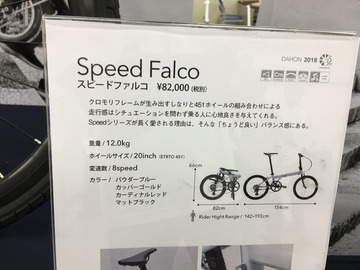 DAHON 2018
Speed Falco
スピードファルコ ¥82,000 (税別)
クロモリフレームが生み出すしなりと451ホイールの組み合わせによる
走行感はシチュエーションを問わず乗る人に心地良さを与えてくれる。
Speedシリーズが長く愛される理由は、そんな「ちょうど良い」バランス感にある。
重量 / 12.0kg
ホイールサイズ / 20inch (ETRTO 451)
変速数 / 8speed
カラー / パウダーブルー
カッパーゴールド
カーディナルレッド
マットブラック
66cm
82cm
154cm
Rider Hight Range / 142~193cm